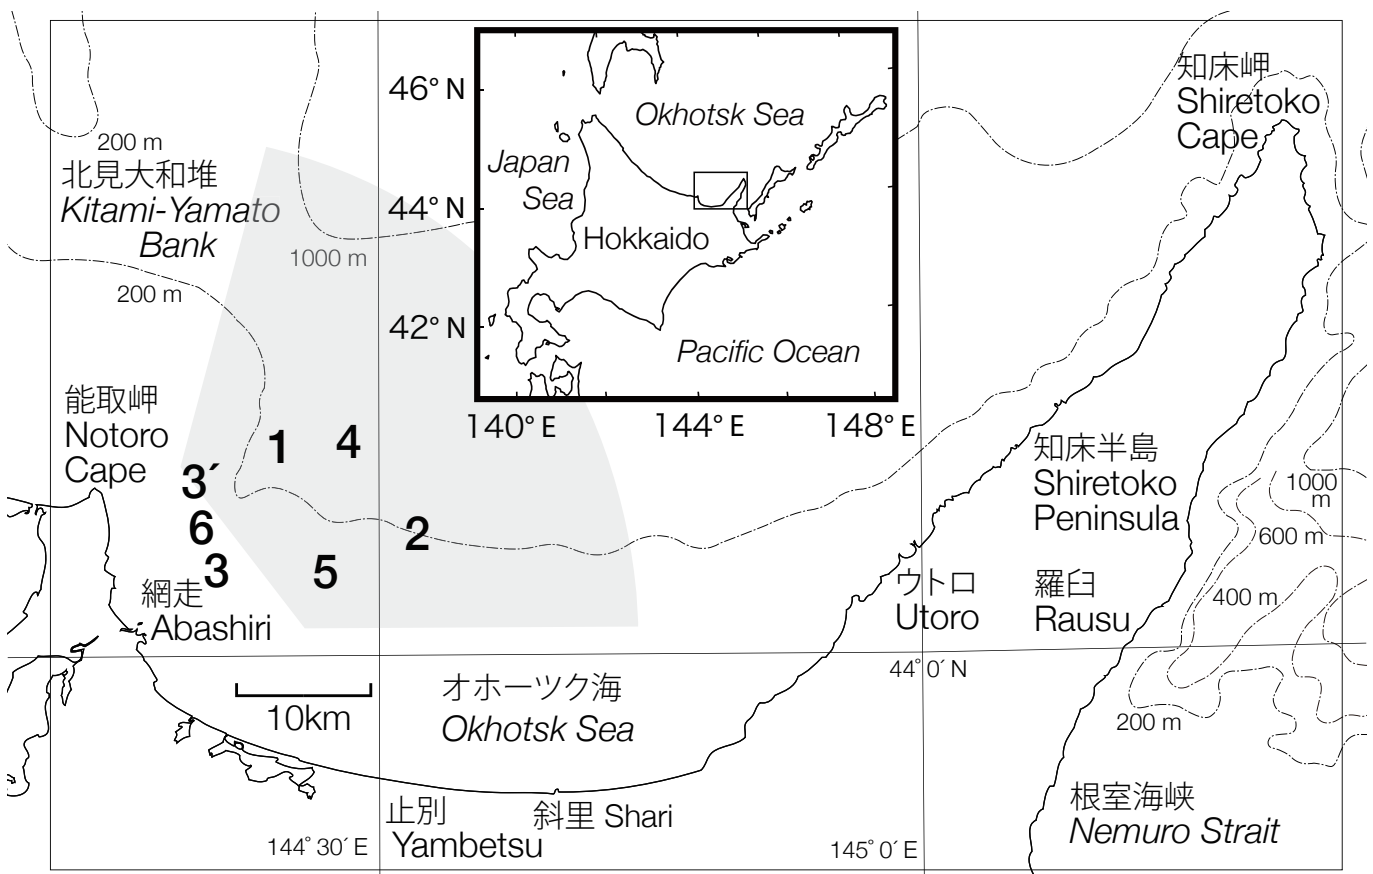 知床岬
Shiretoko
Cape
200 m
北見大和堆
Kitami-Yamato
Bank
1000 m
200 m
46° N
44° N
42° N
Okhotsk Sea
Japan
Sea
Hokkaido
Pacific Ocean
140° E
144° E
148° E
能取岬
Notoro
Cape
1
4
3´
6
3
5
2
網走
Abashiri
10km
オホーツク海
Okhotsk Sea
知床半島
Shiretoko
Peninsula
1000
m
600 m
400 m
200 m
ウトロ
Utoro
羅臼
Rausu
44° 0´ N
止別
Yambetsu
斜里 Shari
144° 30´ E
145° 0´ E
根室海峡
Nemuro Strait